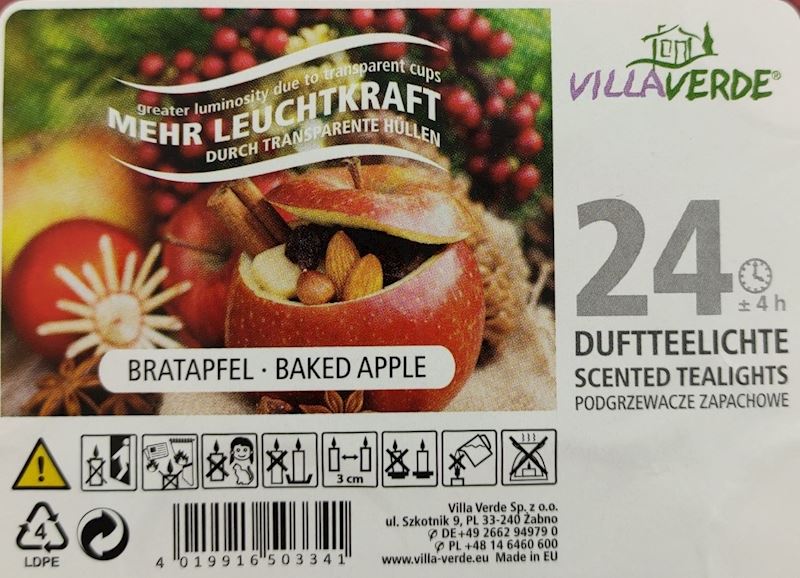 greater luminosity due to transparent cups
MEHR LEUCHTKRAFT
DURCH TRANSPARENTE HÜLLEN
VILLAVERDE®
24
± 4 h
DUFTTEELICHTE
SCENTED TEALIGHTS
PODGRZEWACZE ZAPACHOWE
BRATAPFEL · BAKED APPLE
3 cm
4
LDPE
4 019916 503341
Villa Verde Sp. z o.o.
ul. Szkotnik 9, PL 33-240 Żabno
✆ DE +49 2662 94979 0
✆ PL +48 14 6460 600
www.villa-verde.eu Made in EU